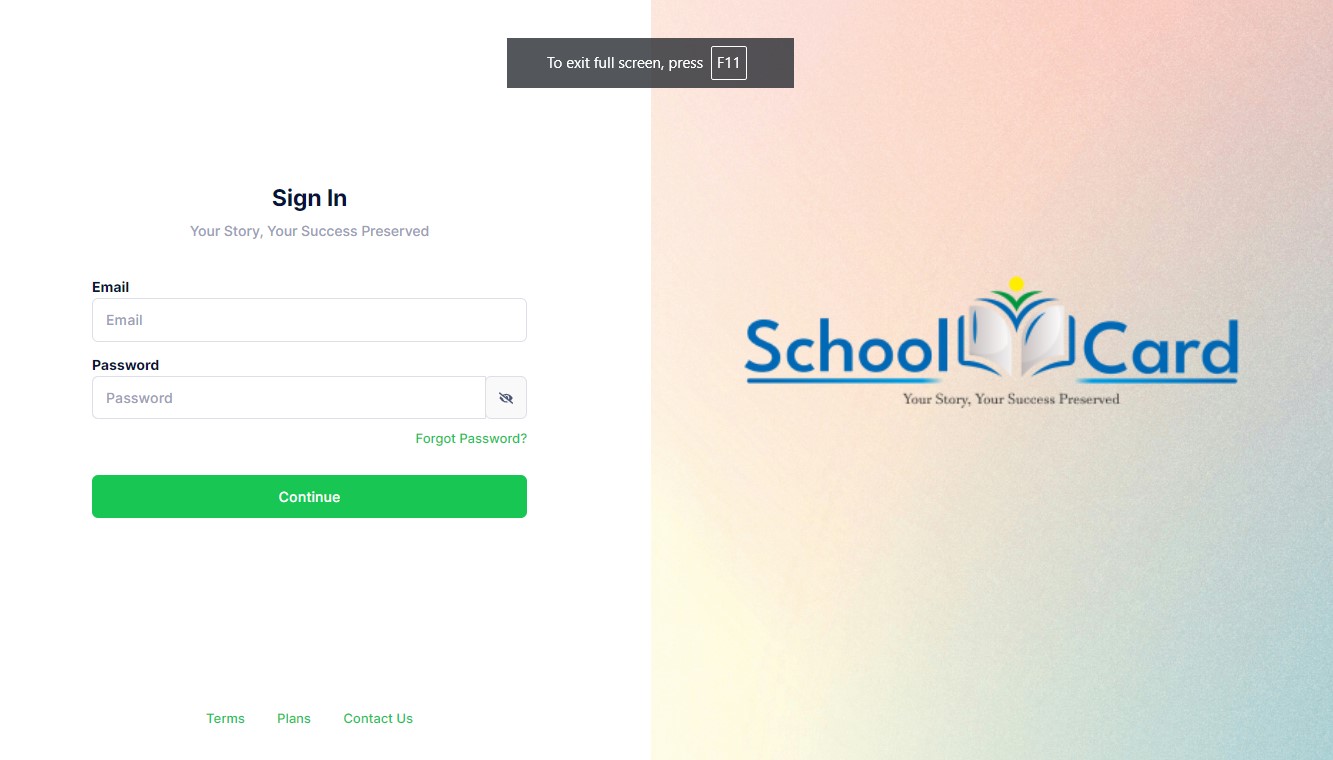 To exit full screen, press F11
Sign In
Your Story, Your Success Preserved
Email
Email
Password
Password
Forgot Password?
Continue
Terms Plans Contact Us
School Card
Your Story, Your Success Preserved